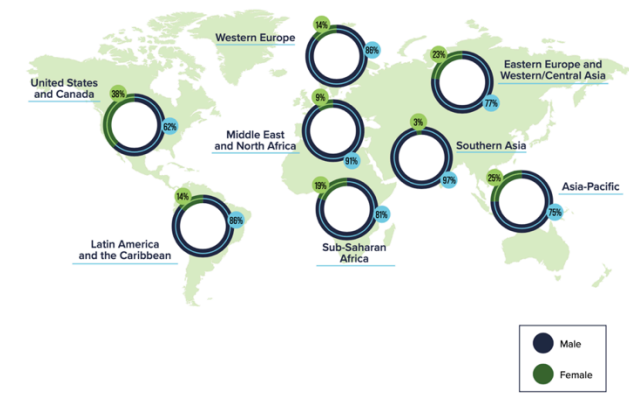 14%
Western Europe
86%
23%
Eastern Europe and
Western/Central Asia
77%
United States
and Canada
38%
62%
9%
Middle East
and North Africa
91%
3%
Southern Asia
97%
25%
Asia-Pacific
75%
14%
86%
Latin America
and the Caribbean
19%
81%
Sub-Saharan
Africa
Male
Female